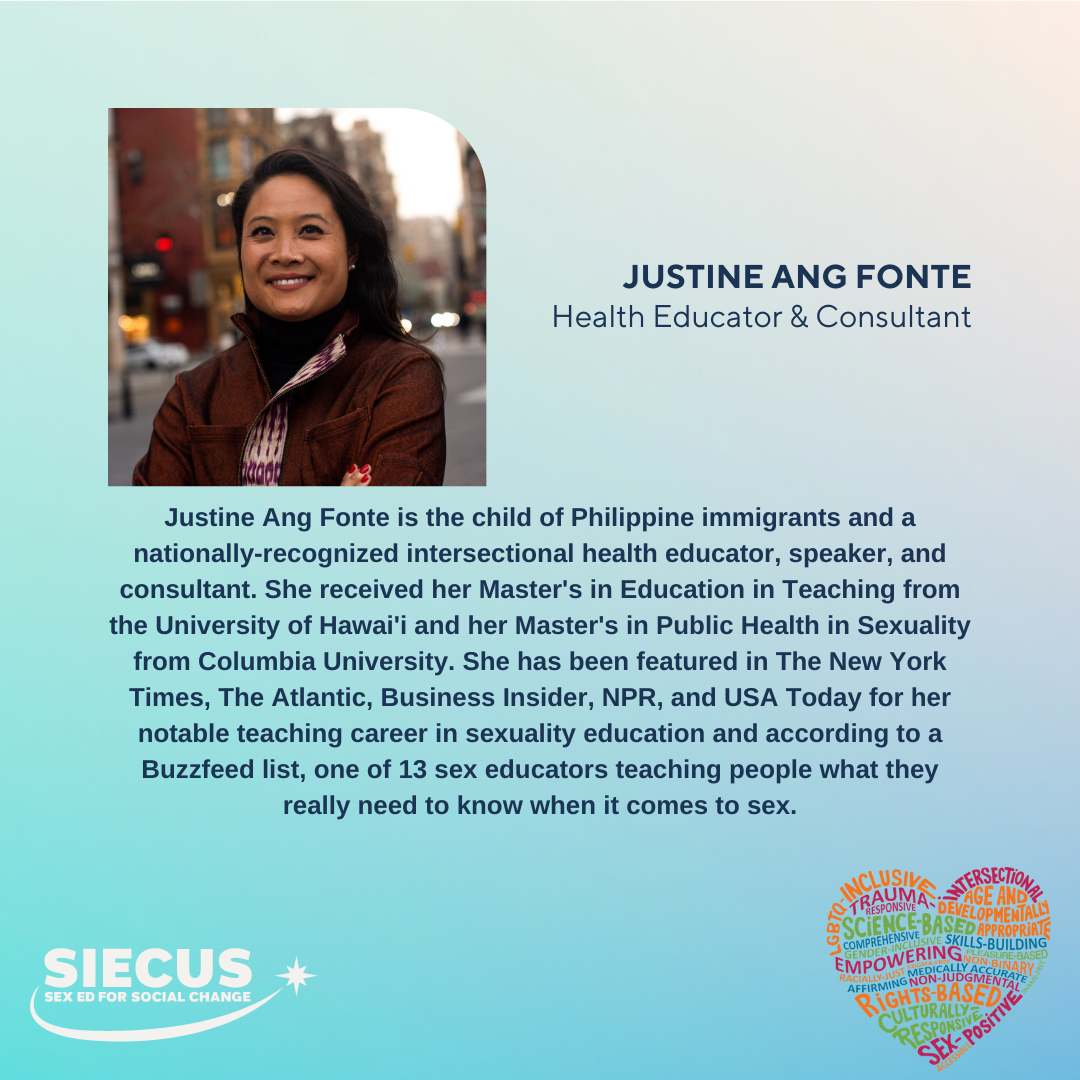 JUSTINE ANG FONTE
Health Educator & Consultant
Justine Ang Fonte is the child of Philippine immigrants and a
nationally-recognized intersectional health educator, speaker, and
consultant. She received her Master's in Education in Teaching from
the University of Hawai'i and her Master's in Public Health in Sexuality
from Columbia University. She has been featured in The New York
Times, The Atlantic, Business Insider, NPR, and USA Today for her
notable teaching career in sexuality education and according to a
Buzzfeed list, one of 13 sex educators teaching people what they
really need to know when it comes to sex.
SIECUS
SEX ED FOR SOCIAL CHANGE
LGBTQ-INCLUSIVE
INTERSECTIONAL
TRAUMA-
RESPONSIVE
AGE AND
DEVELOPMENTALLY
APPROPRIATE
SCIENCE-BASED
COMPREHENSIVE
SKILLS-BUILDING
GENDER-INCLUSIVE
PLEASURE-BASED
EMPOWERING
NON-BINARY
RACIALLY-JUST
MEDICALLY ACCURATE
AFFIRMING
NON-JUDGMENTAL
RIGHTS-BASED
CULTURALLY
RESPONSIVE
SEX-POSITIVE
ACCESSIBLE